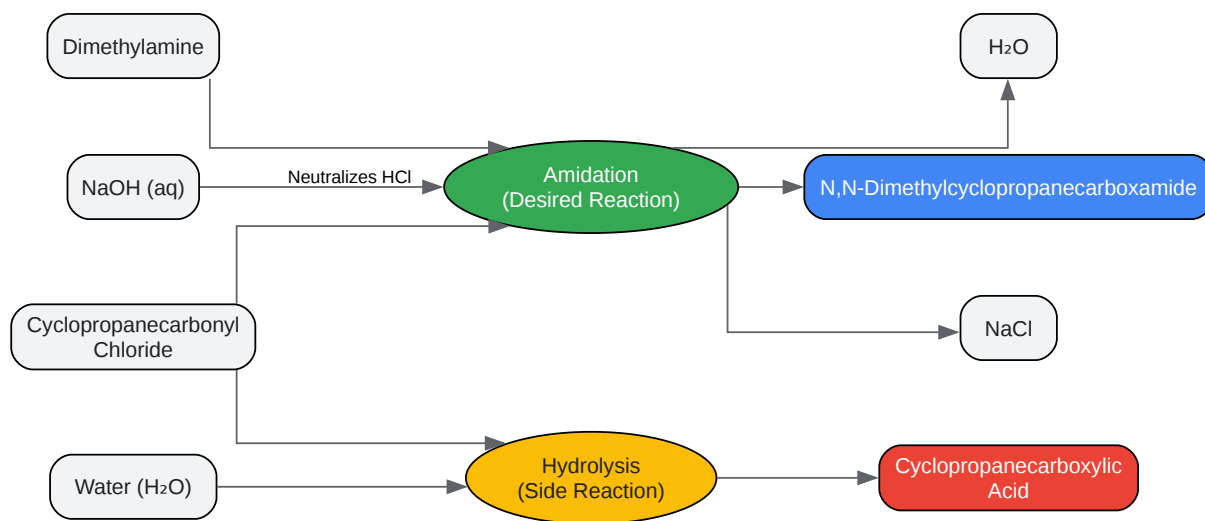 Dimethylamine
H₂O
NaOH (aq)
Neutralizes HCl
Amidation
(Desired Reaction)
N,N-Dimethylcyclopropanecarboxamide
Cyclopropanecarbonyl
Chloride
NaCl
Water (H₂O)
Hydrolysis
(Side Reaction)
Cyclopropanecarboxylic
Acid